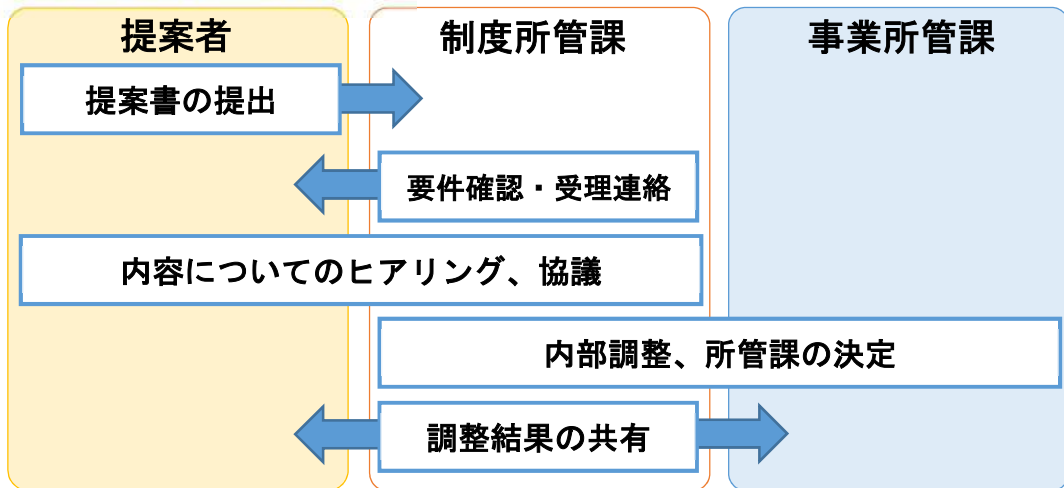 提案者
制度所管課
事業所管課
提案書の提出
要件確認・受理連絡
内容についてのヒアリング、協議
内部調整、所管課の決定
調整結果の共有